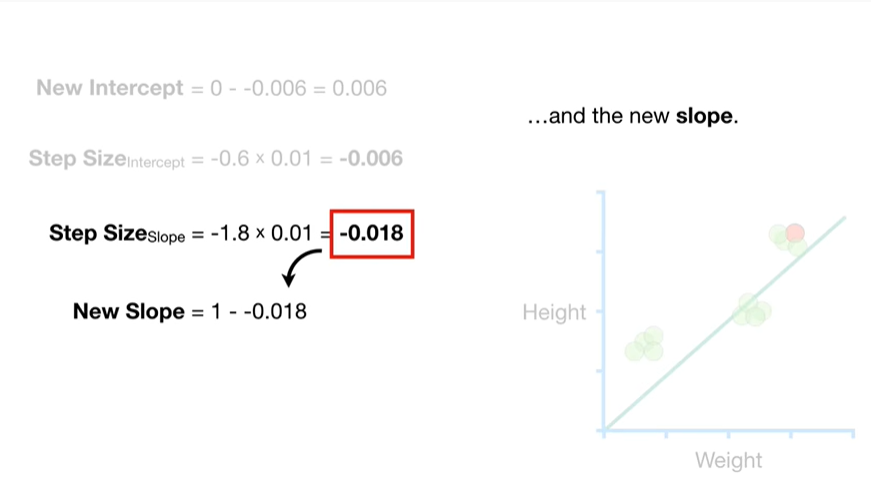 New Intercept = 0 - -0.006 = 0.006
...and the new slope.
Step SizeIntercept = -0.6 × 0.01 = -0.006
Step SizeSlope = -1.8 × 0.01 = -0.018
New Slope = 1 - -0.018
Height
Weight